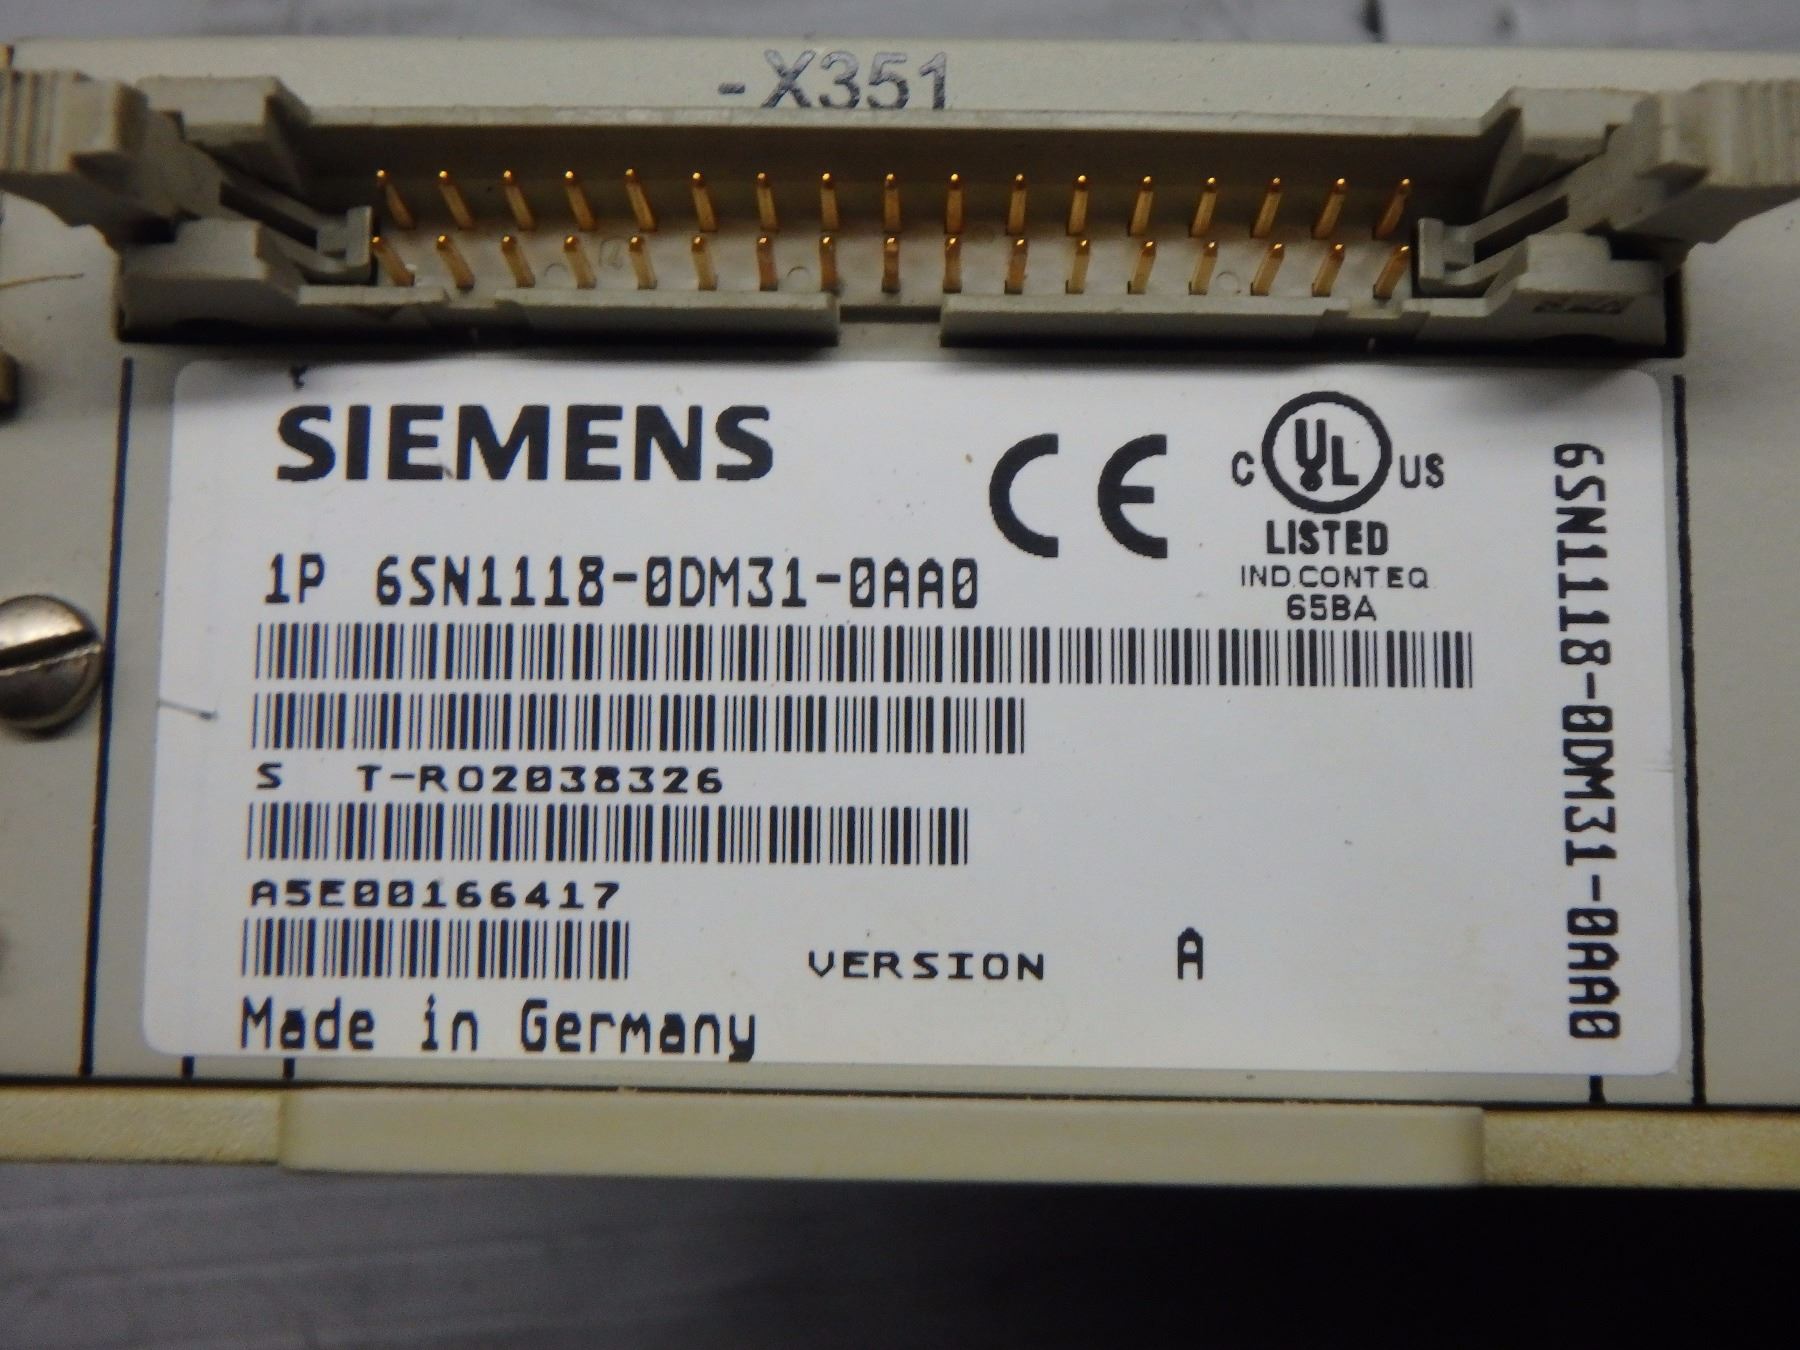 -X351
SIEMENS
C UL US
LISTED
IND.CONT.EQ
65BA
1P 6SN1118-0DM31-0AA0
S T-R02038326
A5E00166417
VERSION A
Made in Germany
6SN1118-0DM31-0AA0